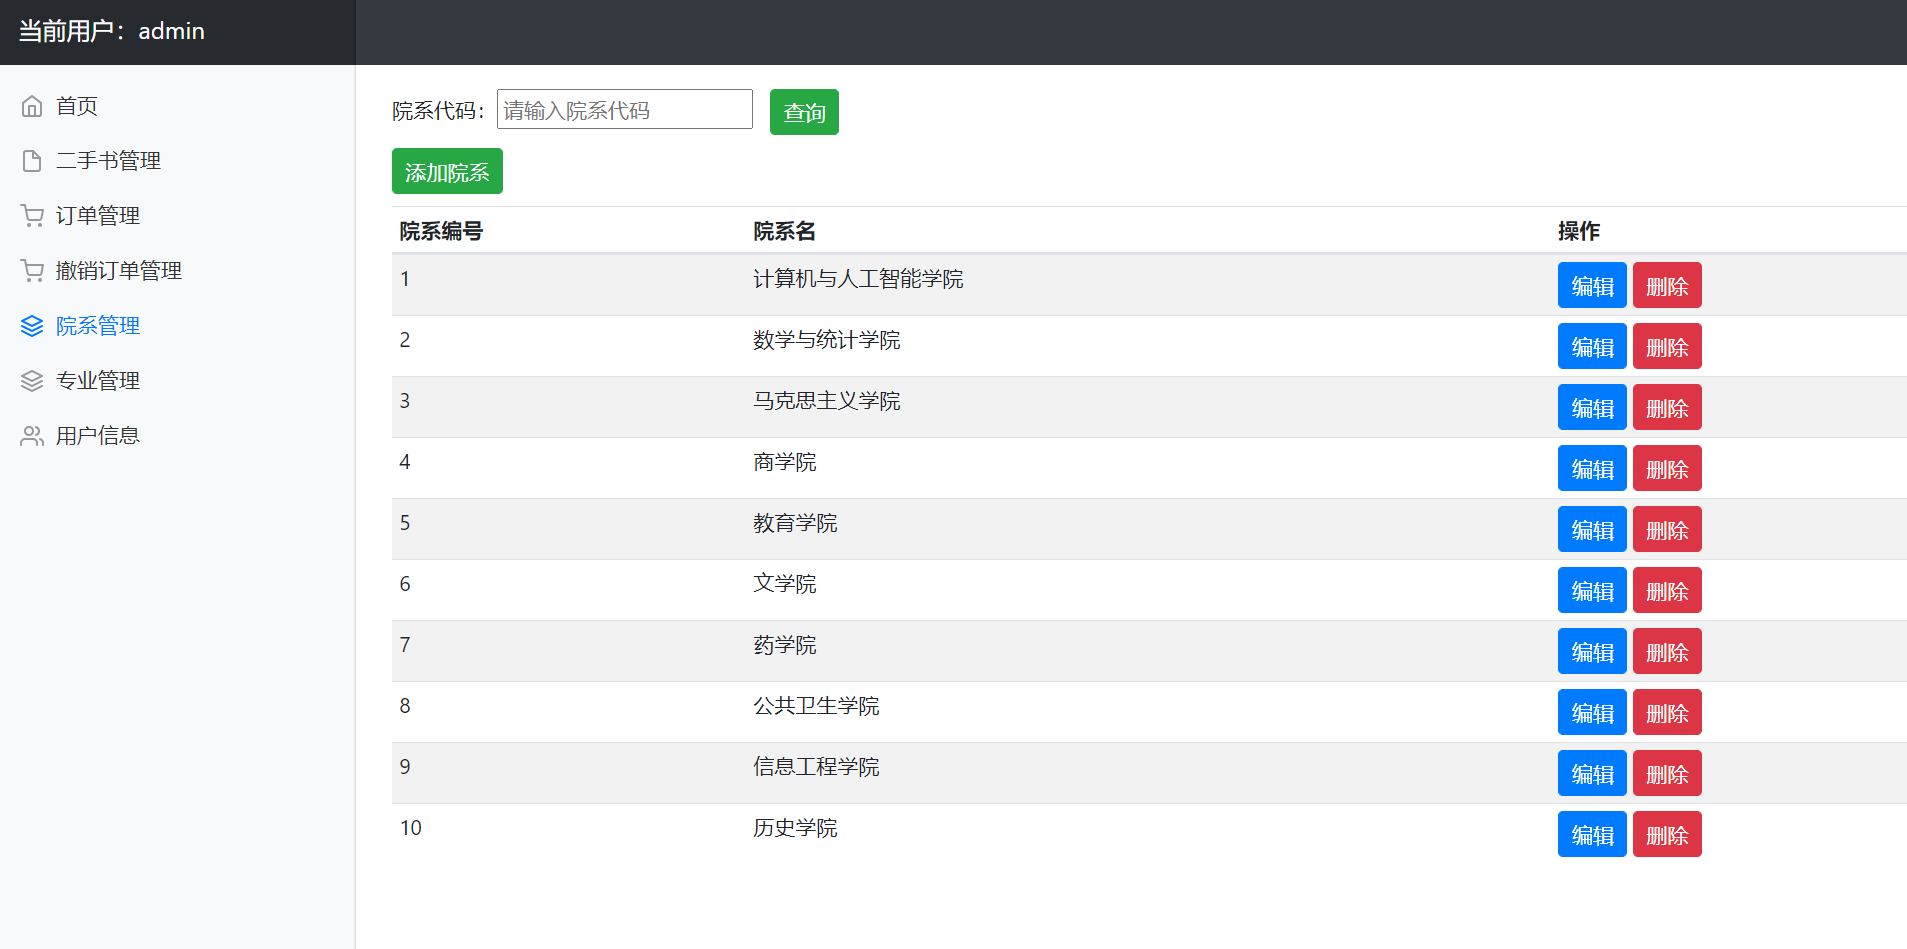 当前用户：admin
首页
二手书管理
订单管理
撤销订单管理
院系管理
专业管理
用户信息
院系代码： 请输入院系代码 查询
添加院系
院系编号 院系名 操作
1 计算机与人工智能学院 编辑 删除
2 数学与统计学院 编辑 删除
3 马克思主义学院 编辑 删除
4 商学院 编辑 删除
5 教育学院 编辑 删除
6 文学院 编辑 删除
7 药学院 编辑 删除
8 公共卫生学院 编辑 删除
9 信息工程学院 编辑 删除
10 历史学院 编辑 删除